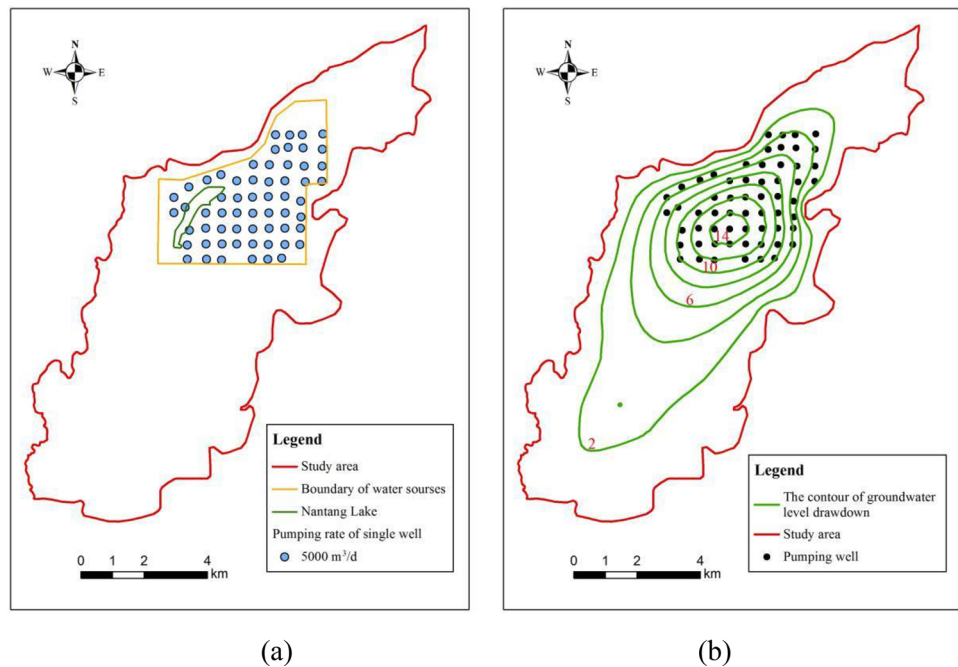 N
W E
S
Legend
Study area
Boundary of water sourses
Nantang Lake
Pumping rate of single well
5000 m³/d
0 2 4
km
(a)
N
W E
S
14
10
6
2
Legend
The contour of groundwater
level drawdown
Study area
Pumping well
0 2 4
km
(b)